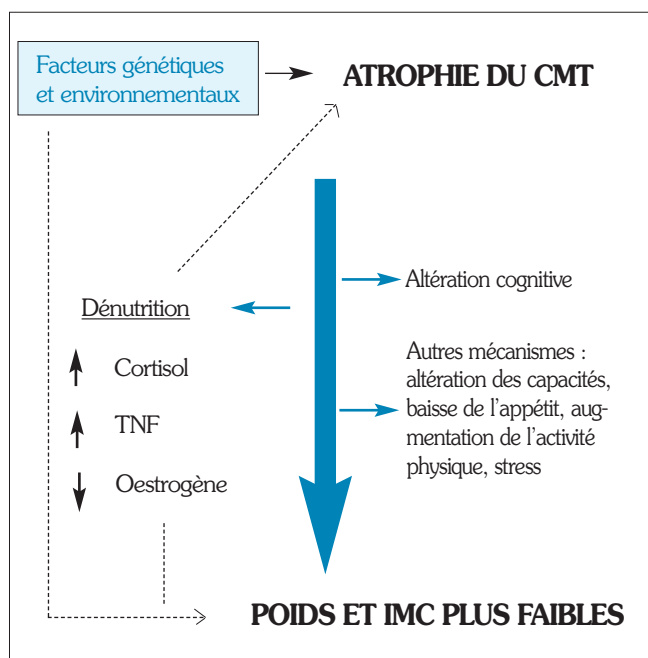 Facteurs génétiques
et environnementaux
ATROPHIE DU CMT
Altération cognitive
Dénutrition
Cortisol
TNF
Oestrogène
Autres mécanismes :
altération des capacités,
baisse de l'appétit, aug-
mentation de l'activité
physique, stress
POIDS ET IMC PLUS FAIBLES